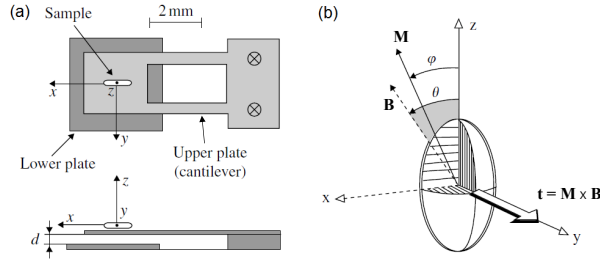 (a)
Sample
2 mm
z
x
y
Lower plate
Upper plate
(cantilever)
z
x
y
d
(b)
z
M
φ
θ
B
x
t = M x B
y